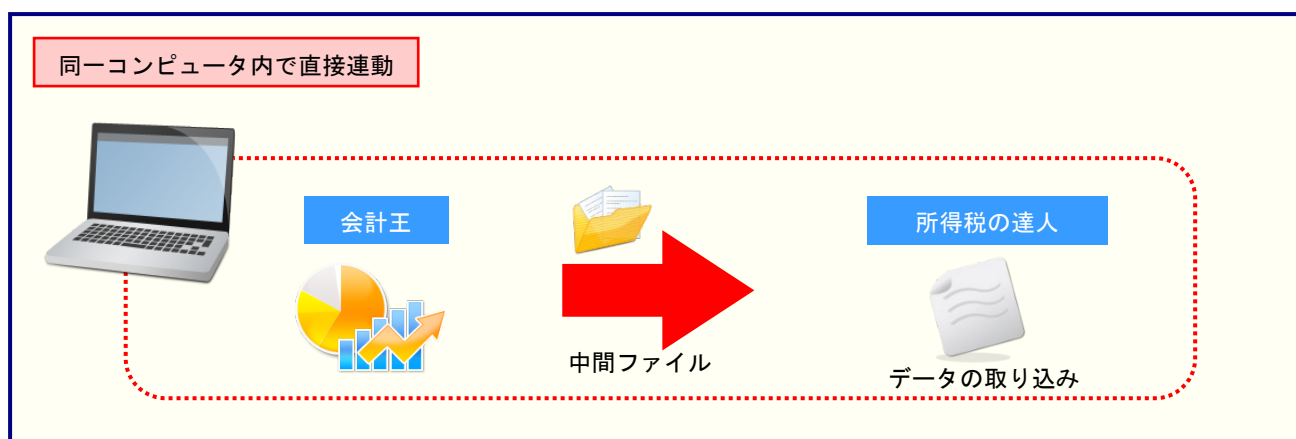 同一コンピュータ内で直接連動
会計王
所得税の達人
中間ファイル
データの取り込み